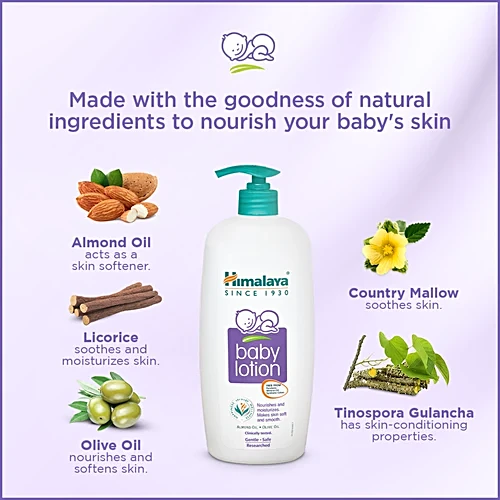 Made with the goodness of natural
ingredients to nourish your baby's skin
Almond Oil
acts as a
skin softener.
Licorice
soothes and
moisturizes skin.
Olive Oil
nourishes and
softens skin.
Himalaya
SINCE 1930
baby
lotion
Nourishes and
moisturizes.
Makes skin soft
and smooth.
ALMOND OIL • OLIVE OIL
Clinically tested.
Gentle • Safe
Researched
Country Mallow
soothes skin.
Tinospora Gulancha
has skin-conditioning
properties.